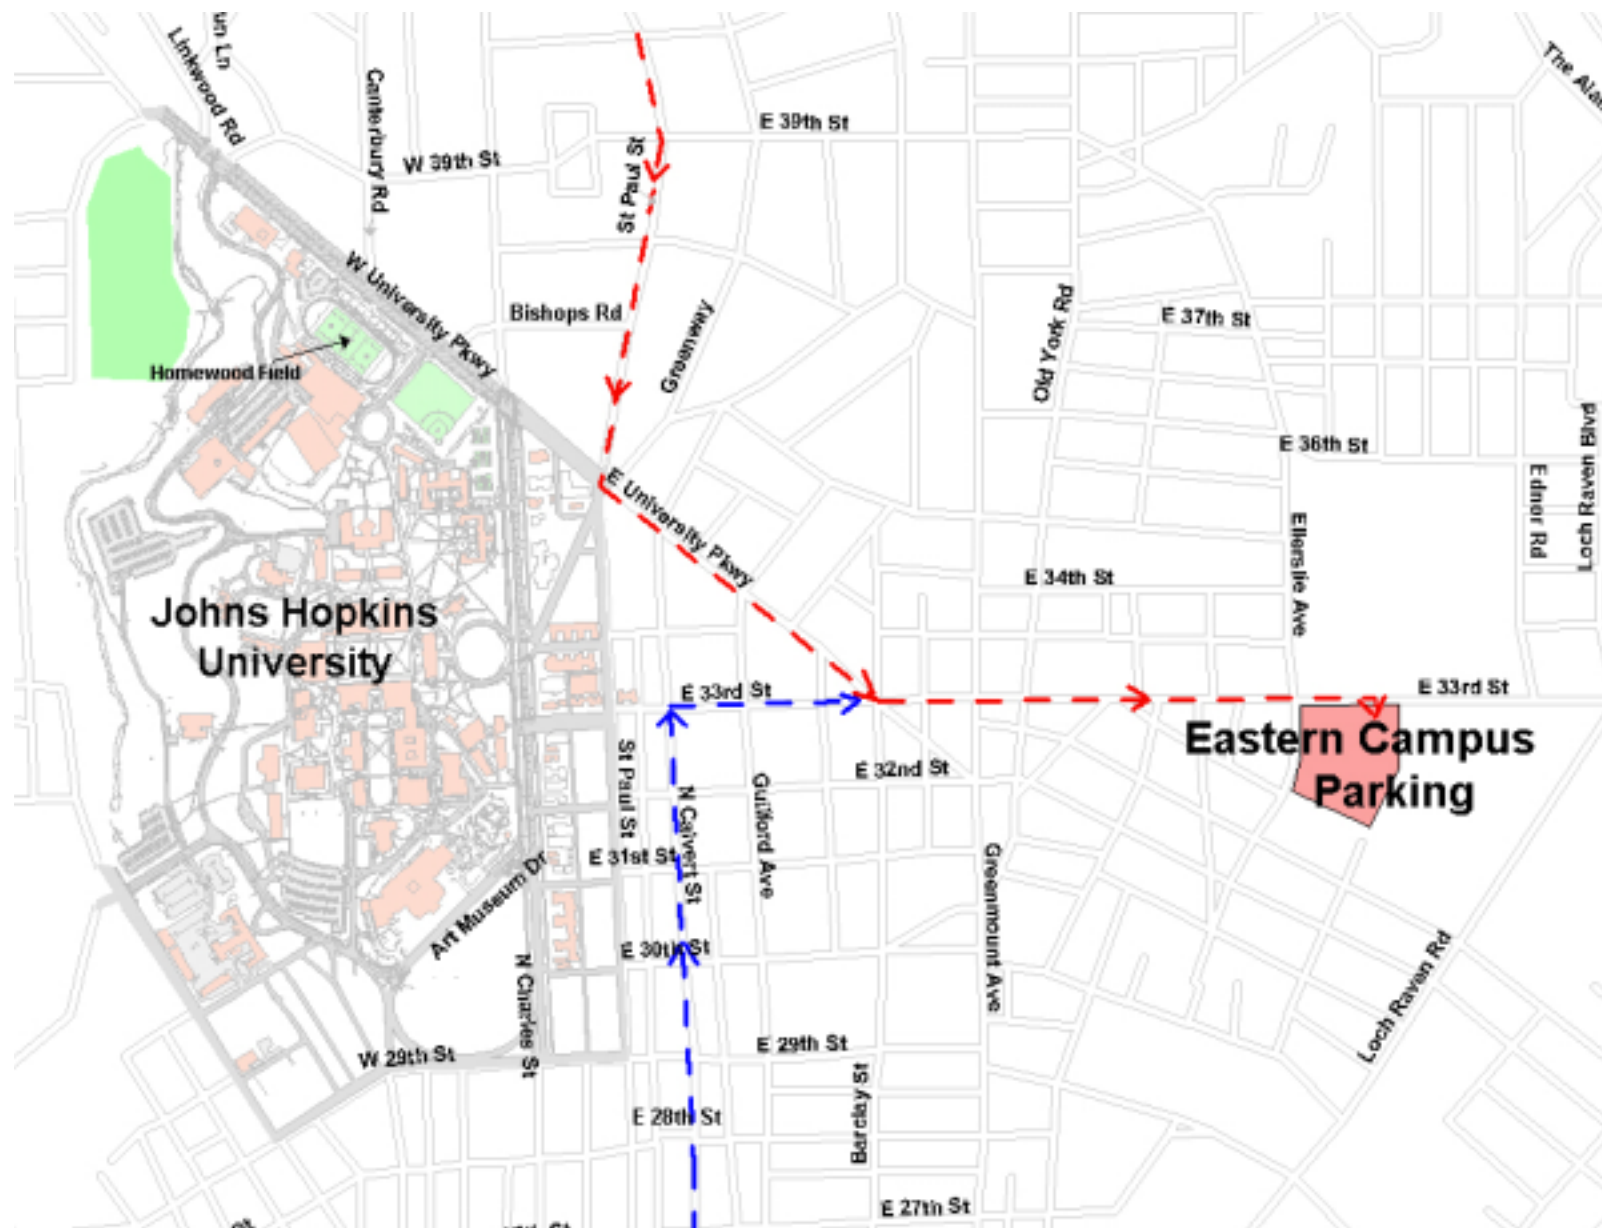 Linkwood Rd
Canterbury Rd
W 39th St
St Paul St
E 39th St
W University Pkwy
Bishops Rd
Greenway
Old York Rd
E 37th St
Homewood Field
E 36th St
Loch Raven Blvd
Ednor Rd
E University Pkwy
Ellerslie Ave
E 34th St
Johns Hopkins
University
E 33rd St
E 33rd St
Eastern Campus
Parking
St Paul St
N Calvert St
Guilford Ave
E 32nd St
E 31st St
Art Museum Dr
Greenmount Ave
E 30th St
N Charles St
Loch Raven Rd
W 29th St
E 29th St
Barclay St
E 28th St
E 27th St